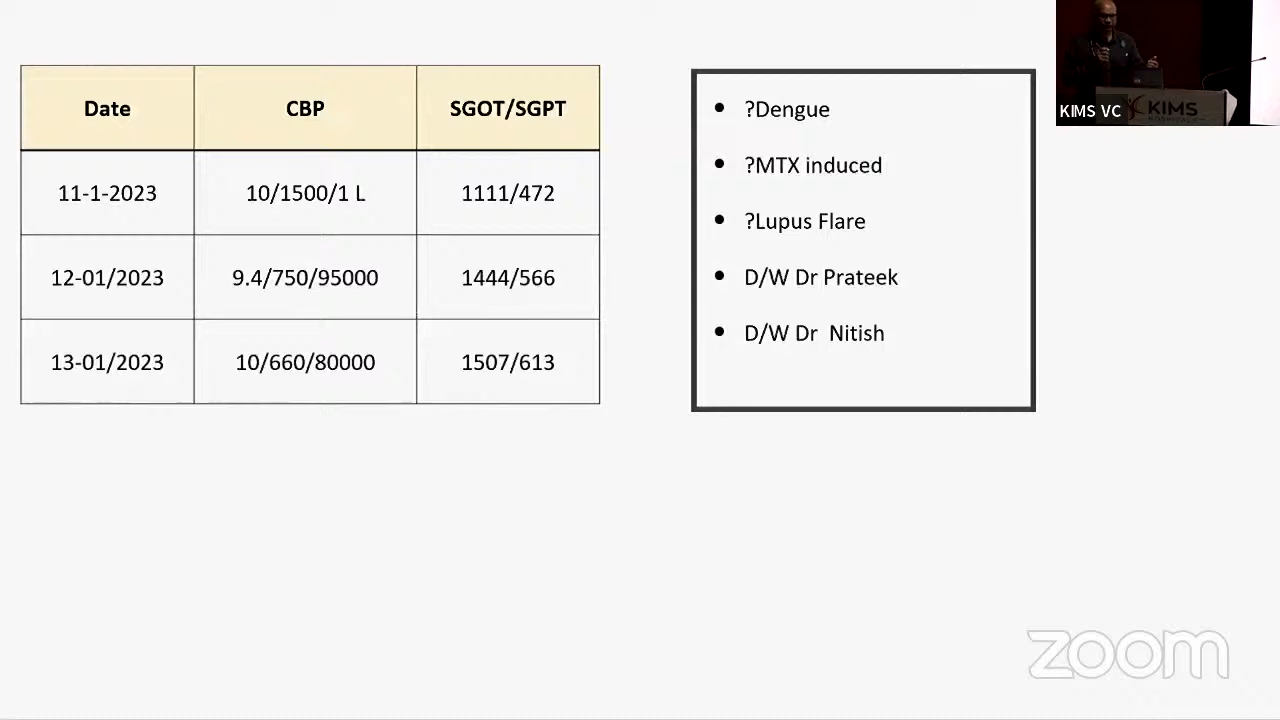 Date CBP SGOT/SGPT
11-1-2023 10/1500/1 L 1111/472
12-01/2023 9.4/750/95000 1444/566
13-01/2023 10/660/80000 1507/613
?Dengue
?MTX induced
?Lupus Flare
D/W Dr Prateek
D/W Dr Nitish
KIMS VC
KIMS
zoom